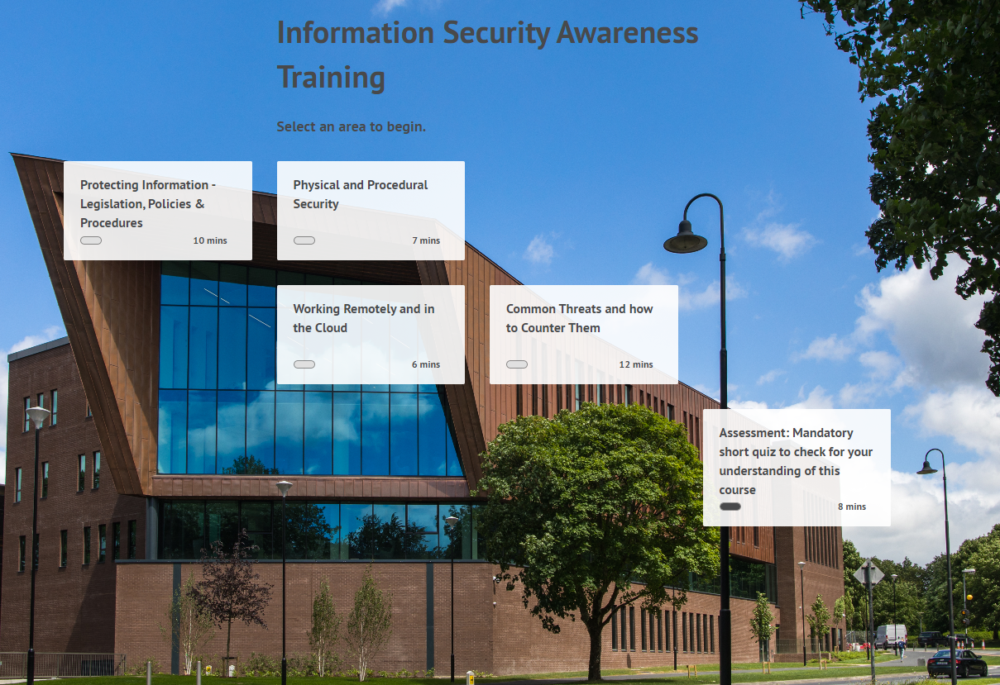 Information Security Awareness
Training
Select an area to begin.
Protecting Information -
Legislation, Policies &
Procedures
10 mins
Physical and Procedural
Security
7 mins
Working Remotely and in
the Cloud
6 mins
Common Threats and how
to Counter Them
12 mins
Assessment: Mandatory
short quiz to check for your
understanding of this
course
8 mins